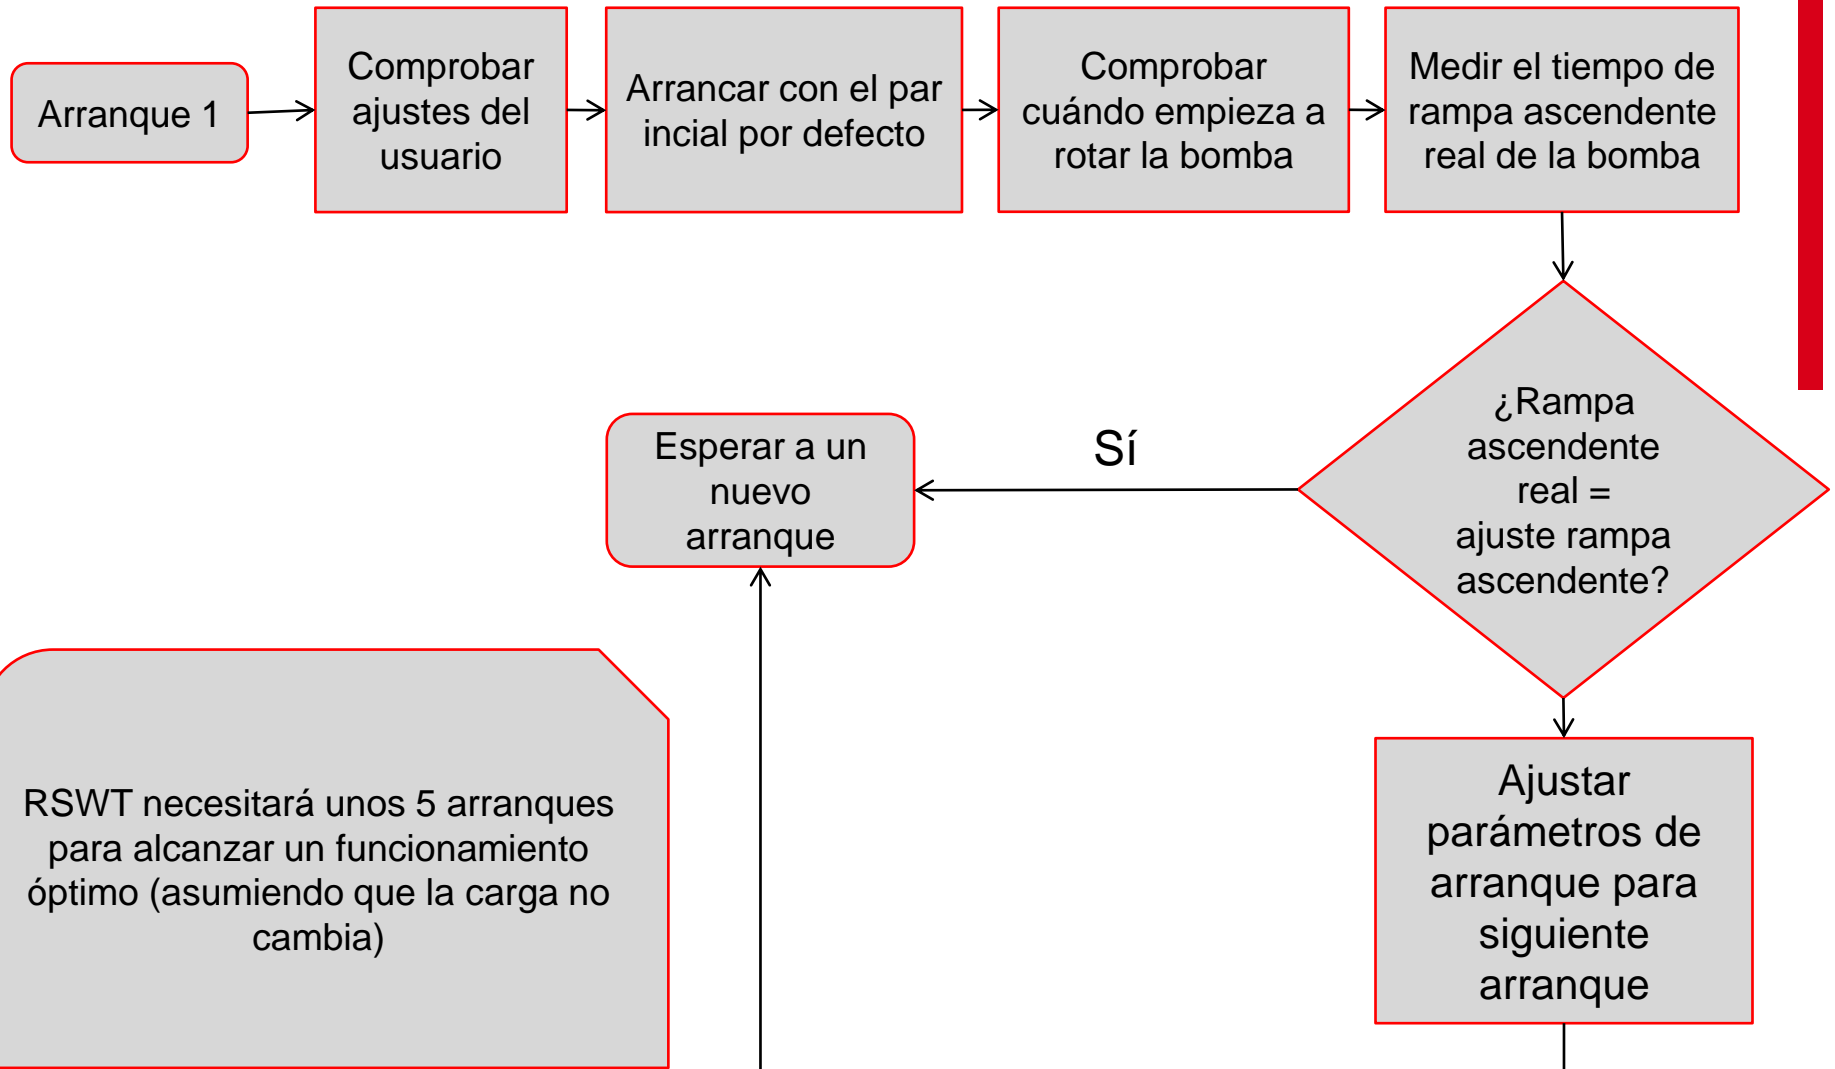 Arranque 1
Comprobar
ajustes del
usuario
Arrancar con el par
incial por defecto
Comprobar
cuándo empieza a
rotar la bomba
Medir el tiempo de
rampa ascendente
real de la bomba
¿Rampa
ascendente
real =
ajuste rampa
ascendente?
Sí
Esperar a un
nuevo
arranque
Ajustar
parámetros de
arranque para
siguiente
arranque
RSWT necesitará unos 5 arranques
para alcanzar un funcionamiento
óptimo (asumiendo que la carga no
cambia)